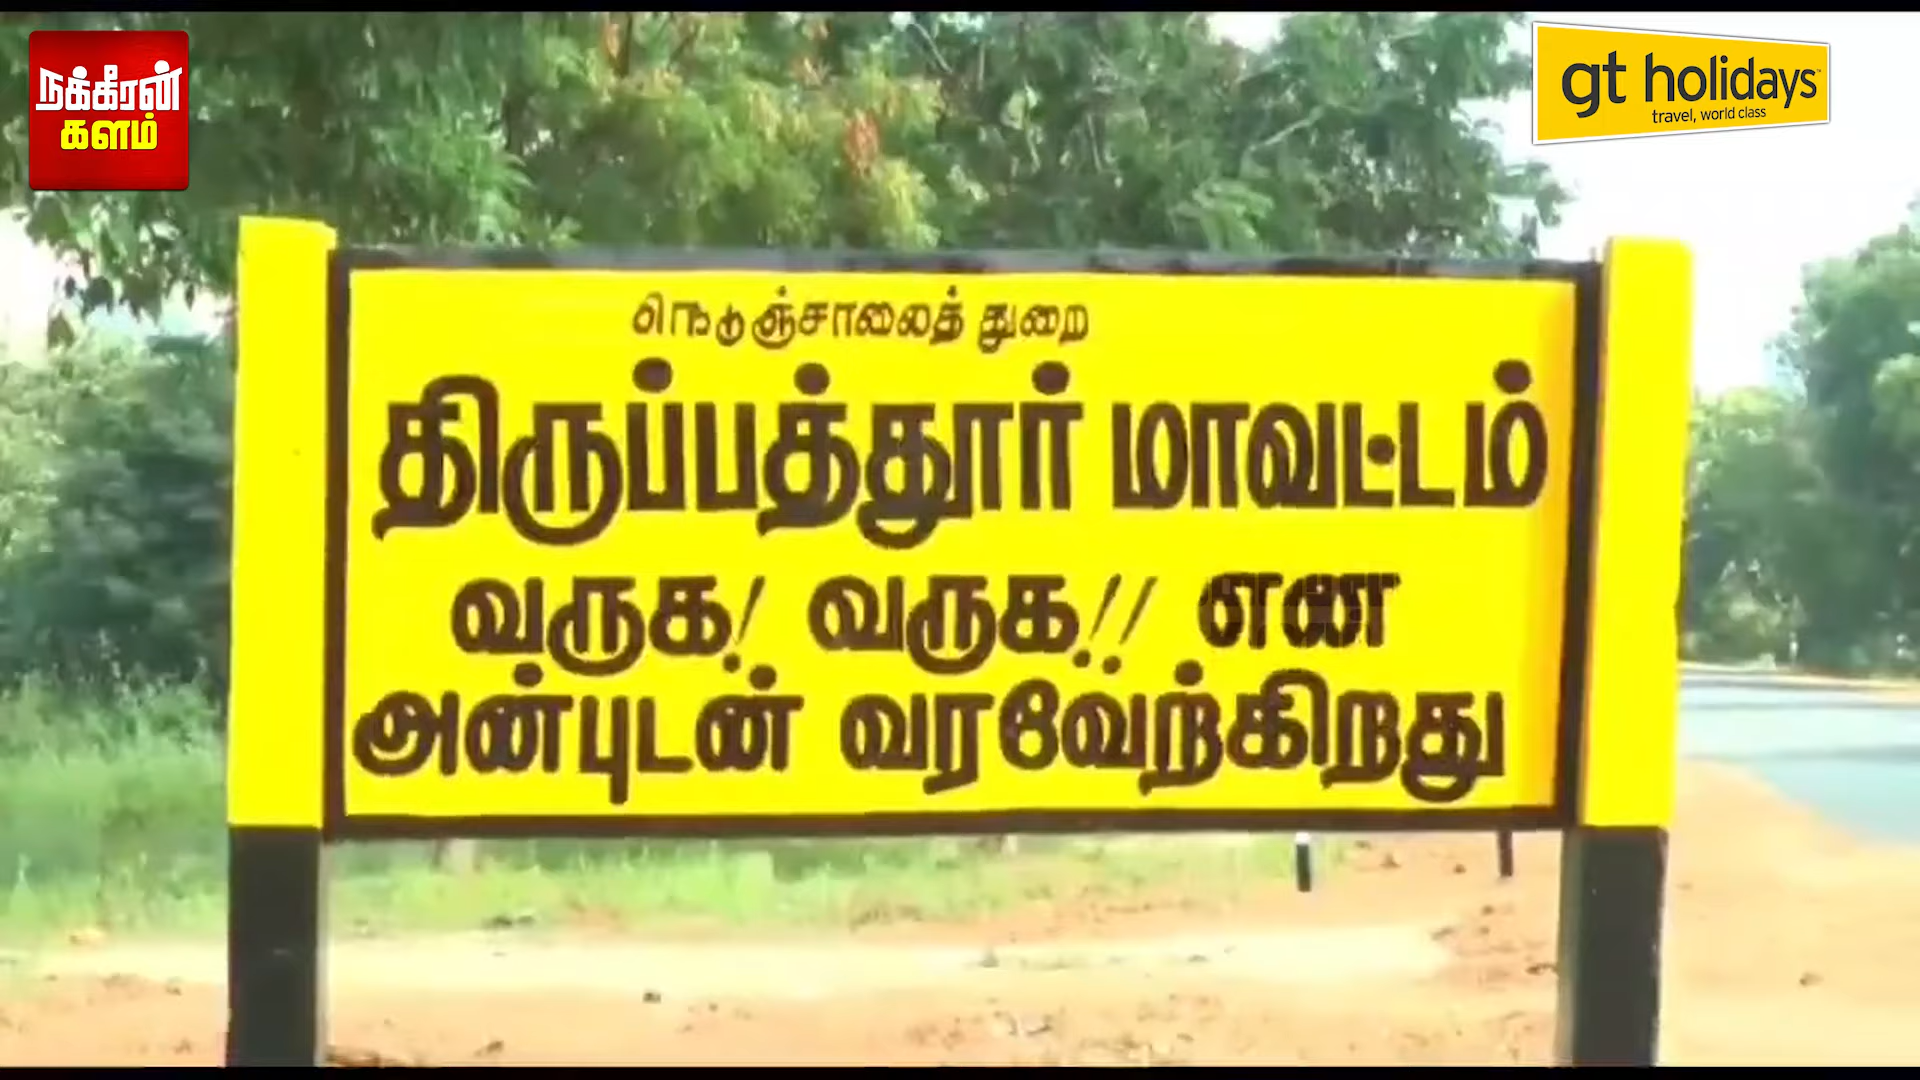 நக்கீரன்
களம்
gt holidays
travel, world class
நெடுஞ்சாலைத் துறை
திருப்பத்தூர் மாவட்டம்
வருக! வருக!! என
அன்புடன் வரவேற்கிறது